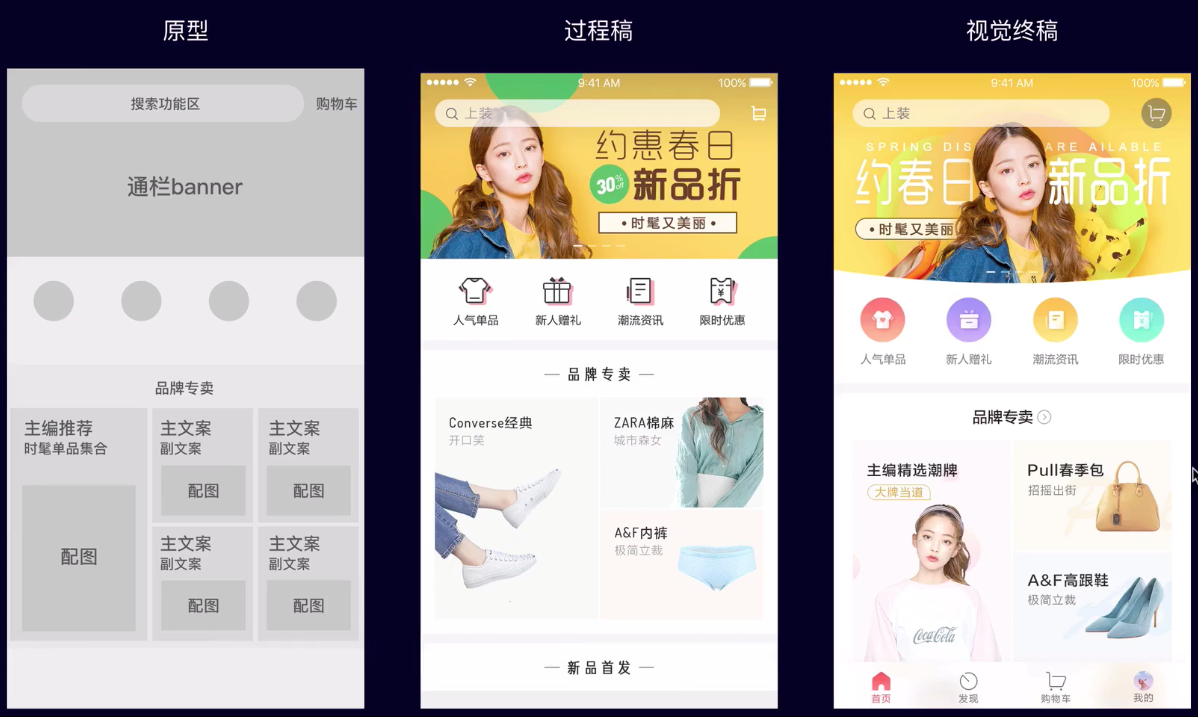 原型
过程稿
视觉终稿
搜索功能区
购物车
通栏banner
品牌专卖
主编推荐
时髦单品集合
配图
主文案
副文案
配图
主文案
副文案
配图
主文案
副文案
配图
主文案
副文案
配图
9:41 AM
100%
上装
约惠春日
30%
off
新品折
•时髦又美丽•
人气单品
新人赠礼
潮流资讯
限时优惠
品牌专卖
Converse经典
开口笑
ZARA棉麻
城市森女
A&F内裤
极简立裁
新品首发
9:41 AM
100%
上装
SPRING DIS ARE AILABLE
约春日 新品折
•时髦又美丽
人气单品
新人赠礼
潮流资讯
限时优惠
品牌专卖
主编精选潮牌
大牌当道
Coca-Cola
Pull春季包
招摇出街
A&F高跟鞋
极简立裁
首页
发现
购物车
我的